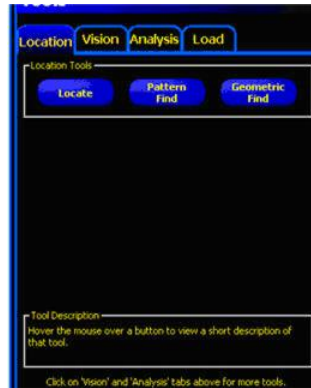 Tools
Location Vision Analysis Load
Location Tools
Locate
Pattern Find
Geometric Find
Tool Description
Hover the mouse over a button to view a short description of
that tool.
Click on 'Vision' and 'Analysis' tabs above for more tools.